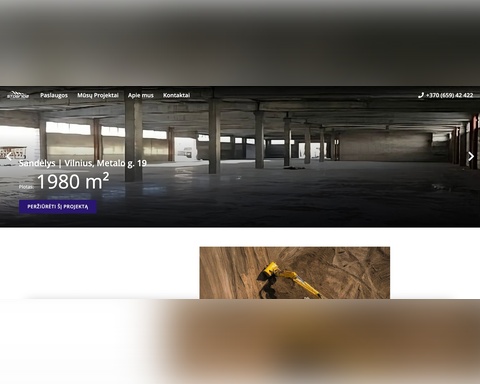 Paslaugos Mūsų Projektai Apie mus Kontaktai +370 (659) 42 422
Sandėlys | Vilnius, Metalo g. 19
Plotas: 1980 m²
PERŽIŪRĖTI ŠĮ PROJEKTĄ